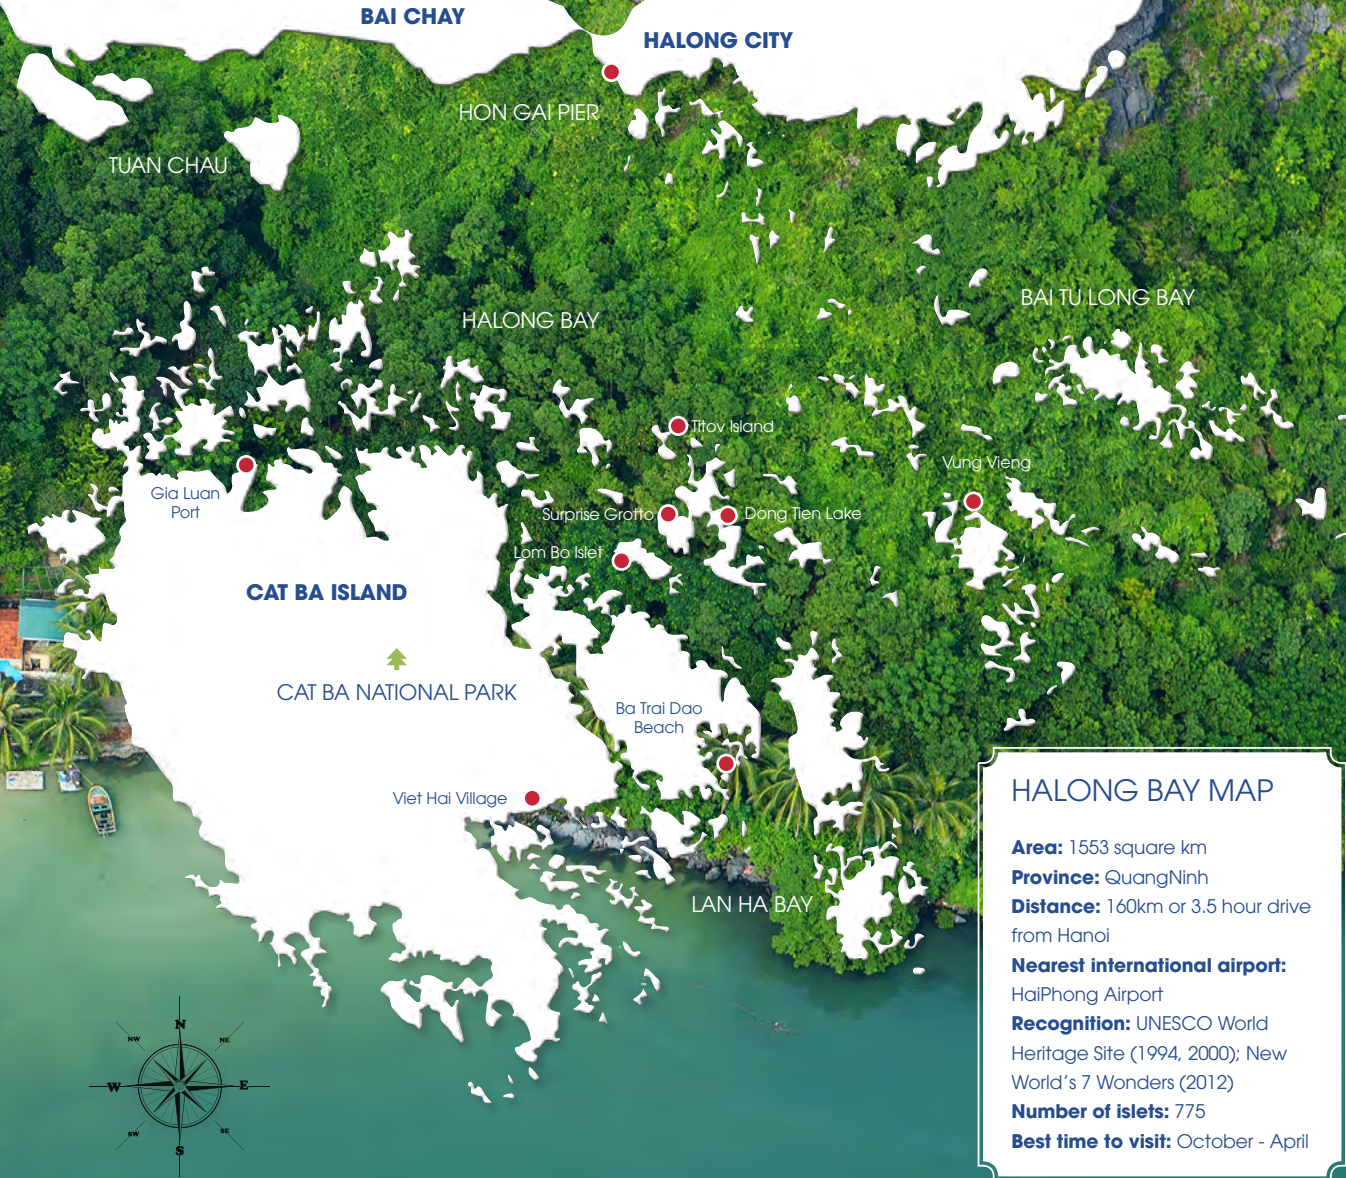 BAI CHAY
HALONG CITY
HON GAI PIER
TUAN CHAU
HALONG BAY
BAI TU LONG BAY
Titov Island
Vung Vieng
Gia Luan
Port
Surprise Grotto
Dong Tien Lake
Lom Bo Islet
CAT BA ISLAND
CAT BA NATIONAL PARK
Ba Trai Dao
Beach
Viet Hai Village
LAN HA BAY
HALONG BAY MAP
Area: 1553 square km
Province: QuangNinh
Distance: 160km or 3.5 hour drive
from Hanoi
Nearest international airport:
HaiPhong Airport
Recognition: UNESCO World
Heritage Site (1994, 2000); New
World's 7 Wonders (2012)
Number of islets: 775
Best time to visit: October - April
N
NW
NE
W
E
SW
SE
S